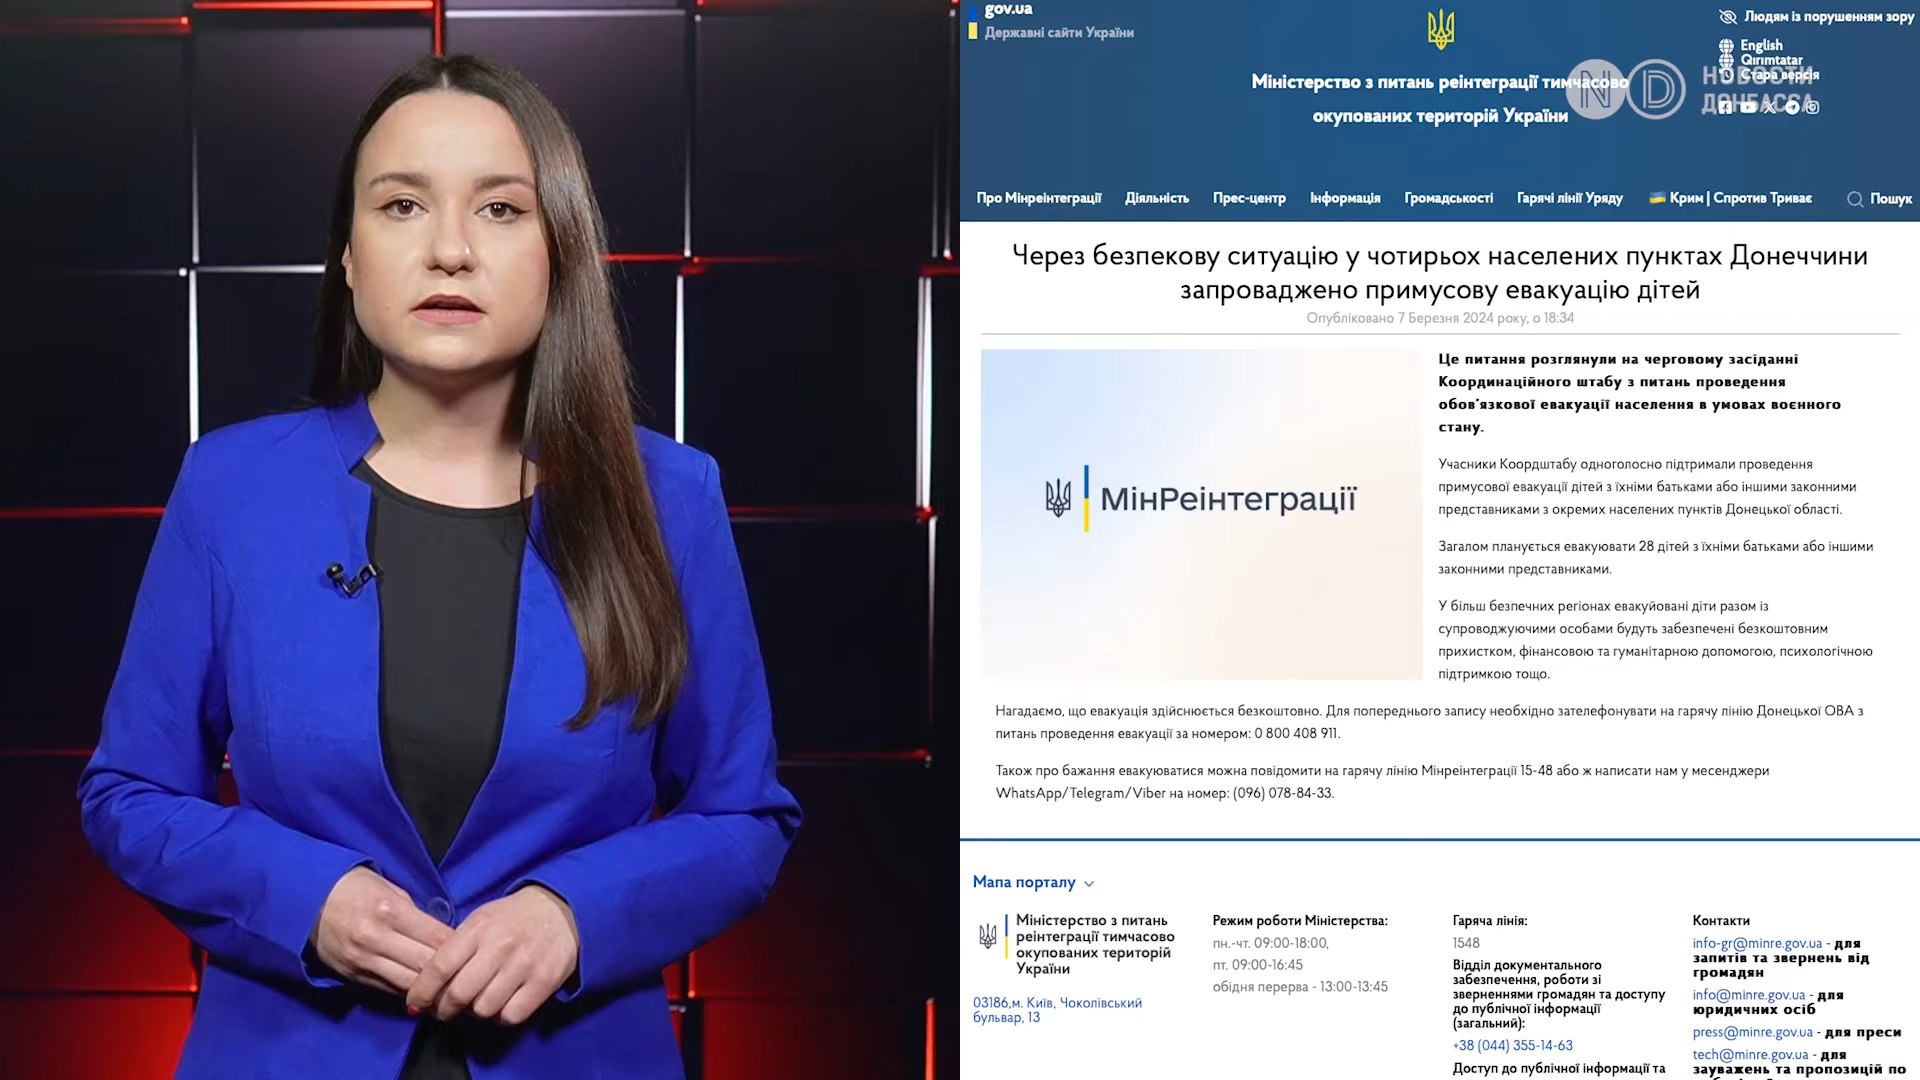 gov.ua
Державні сайти України
Людям із порушенням зору
English
Qırımtatar
Стара версія
Міністерство з питань реінтеграції тимчасово
окупованих територій України
ND НОВОСТИ
ДОНБАССА
Про Мінреінтеграції Діяльність Прес-центр Інформація Громадськості Гарячі лінії Уряду Крим | Спротив Триває Пошук
Через безпекову ситуацію у чотирьох населених пунктах Донеччини
запроваджено примусову евакуацію дітей
Опубліковано 7 Березня 2024 року, о 18:34
МінРеінтеграції
Це питання розглянули на черговому засіданні
Координаційного штабу з питань проведення
обов'язкової евакуації населення в умовах воєнного
стану.
Учасники Коордштабу одноголосно підтримали проведення
примусової евакуації дітей з їхніми батьками або іншими законними
представниками з окремих населених пунктів Донецької області.
Загалом планується евакуювати 28 дітей з їхніми батьками або іншими
законними представниками.
У більш безпечних регіонах евакуйовані діти разом із
супроводжуючими особами будуть забезпечені безкоштовним
прихистком, фінансовою та гуманітарною допомогою, психологічною
підтримкою тощо.
Нагадаємо, що евакуація здійснюється безкоштовно. Для попереднього запису необхідно зателефонувати на гарячу лінію Донецької ОВА з
питань проведення евакуації за номером: 0 800 408 911.
Також про бажання евакуюватися можна повідомити на гарячу лінію Мінреінтеграції 15-48 або ж написати нам у месенджери
WhatsApp/Telegram/Viber на номер: (096) 078-84-33.
Мапа порталу
Міністерство з питань
реінтеграції тимчасово
окупованих територій
України
03186,м. Київ, Чоколівський
бульвар, 13
Режим роботи Міністерства:
пн.-чт. 09:00-18:00,
пт. 09:00-16:45
обідня перерва - 13:00-13:45
Гаряча лінія:
1548
Відділ документального
забезпечення, роботи зі
зверненнями громадян та доступу
до публічної інформації
(загальний):
+38 (044) 355-14-63
Доступ до публічної інформації та
Контакти
info-gr@minre.gov.ua - для
запитів та звернень від
громадян
info@minre.gov.ua - для
юридичних осіб
press@minre.gov.ua - для преси
tech@minre.gov.ua - для
зауважень та пропозицій по